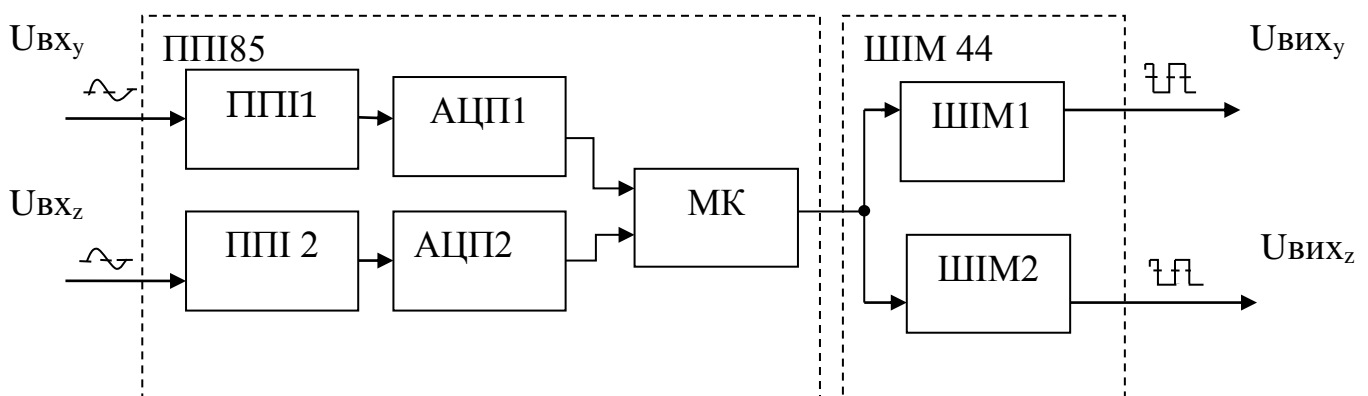 Uвхy
ППІ85
ШІМ 44
Uвихy
ППІ1
АЦП1
ШІМ1
Uвхz
МК
ППІ 2
АЦП2
Uвихz
ШІМ2